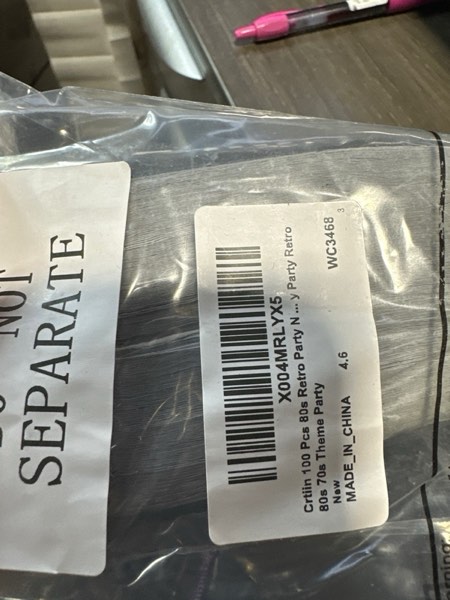 NOT
SEPARATE
X004MRLYX5
Crtiin 100 Pcs 80s Retro Party N ... y Party Retro
80s 70s Theme Party
New
MADE_IN_CHINA 4.6 WC3468
3